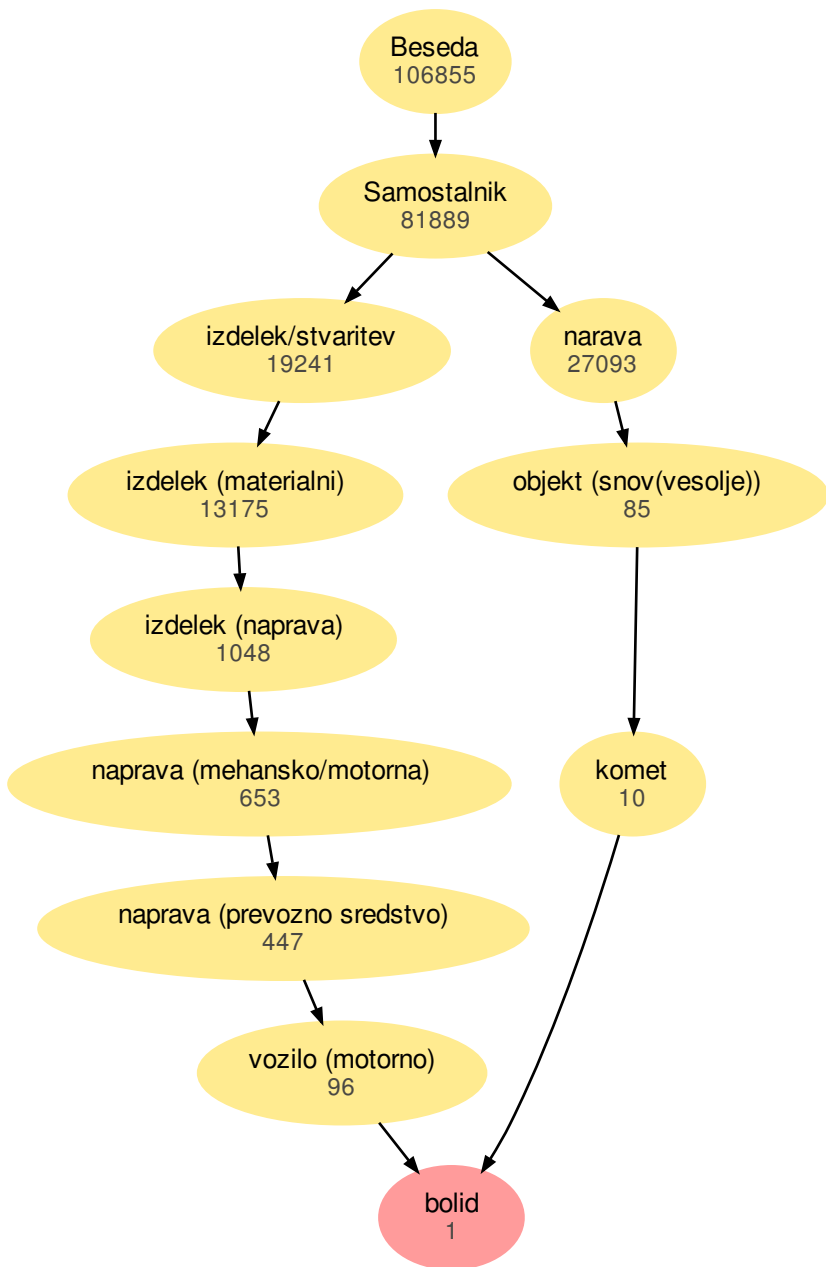 Beseda
106855
Samostalnik
81889
izdelek/stvaritev
19241
narava
27093
izdelek (materialni)
13175
objekt (snov(vesolje))
85
izdelek (naprava)
1048
naprava (mehansko/motorna)
653
komet
10
naprava (prevozno sredstvo)
447
vozilo (motorno)
96
bolid
1